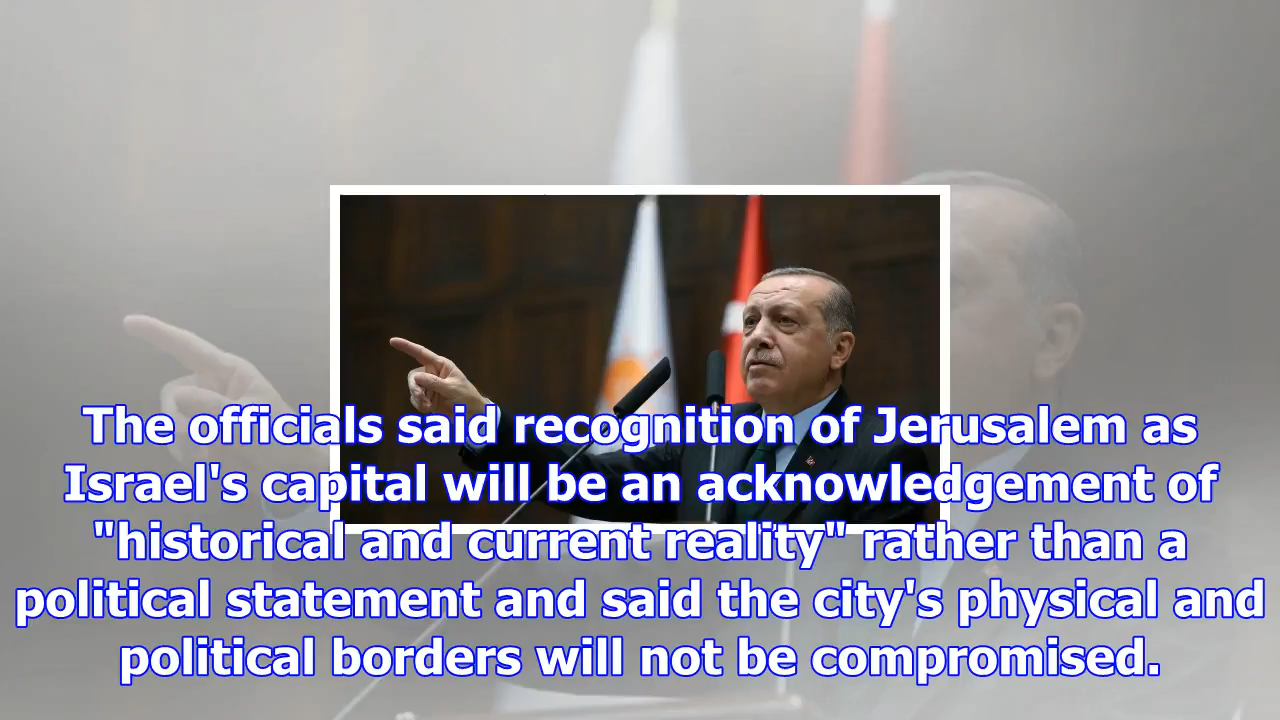 The officials said recognition of Jerusalem as
Israel's capital will be an acknowledgement of
"historical and current reality" rather than a
political statement and said the city's physical and
political borders will not be compromised.